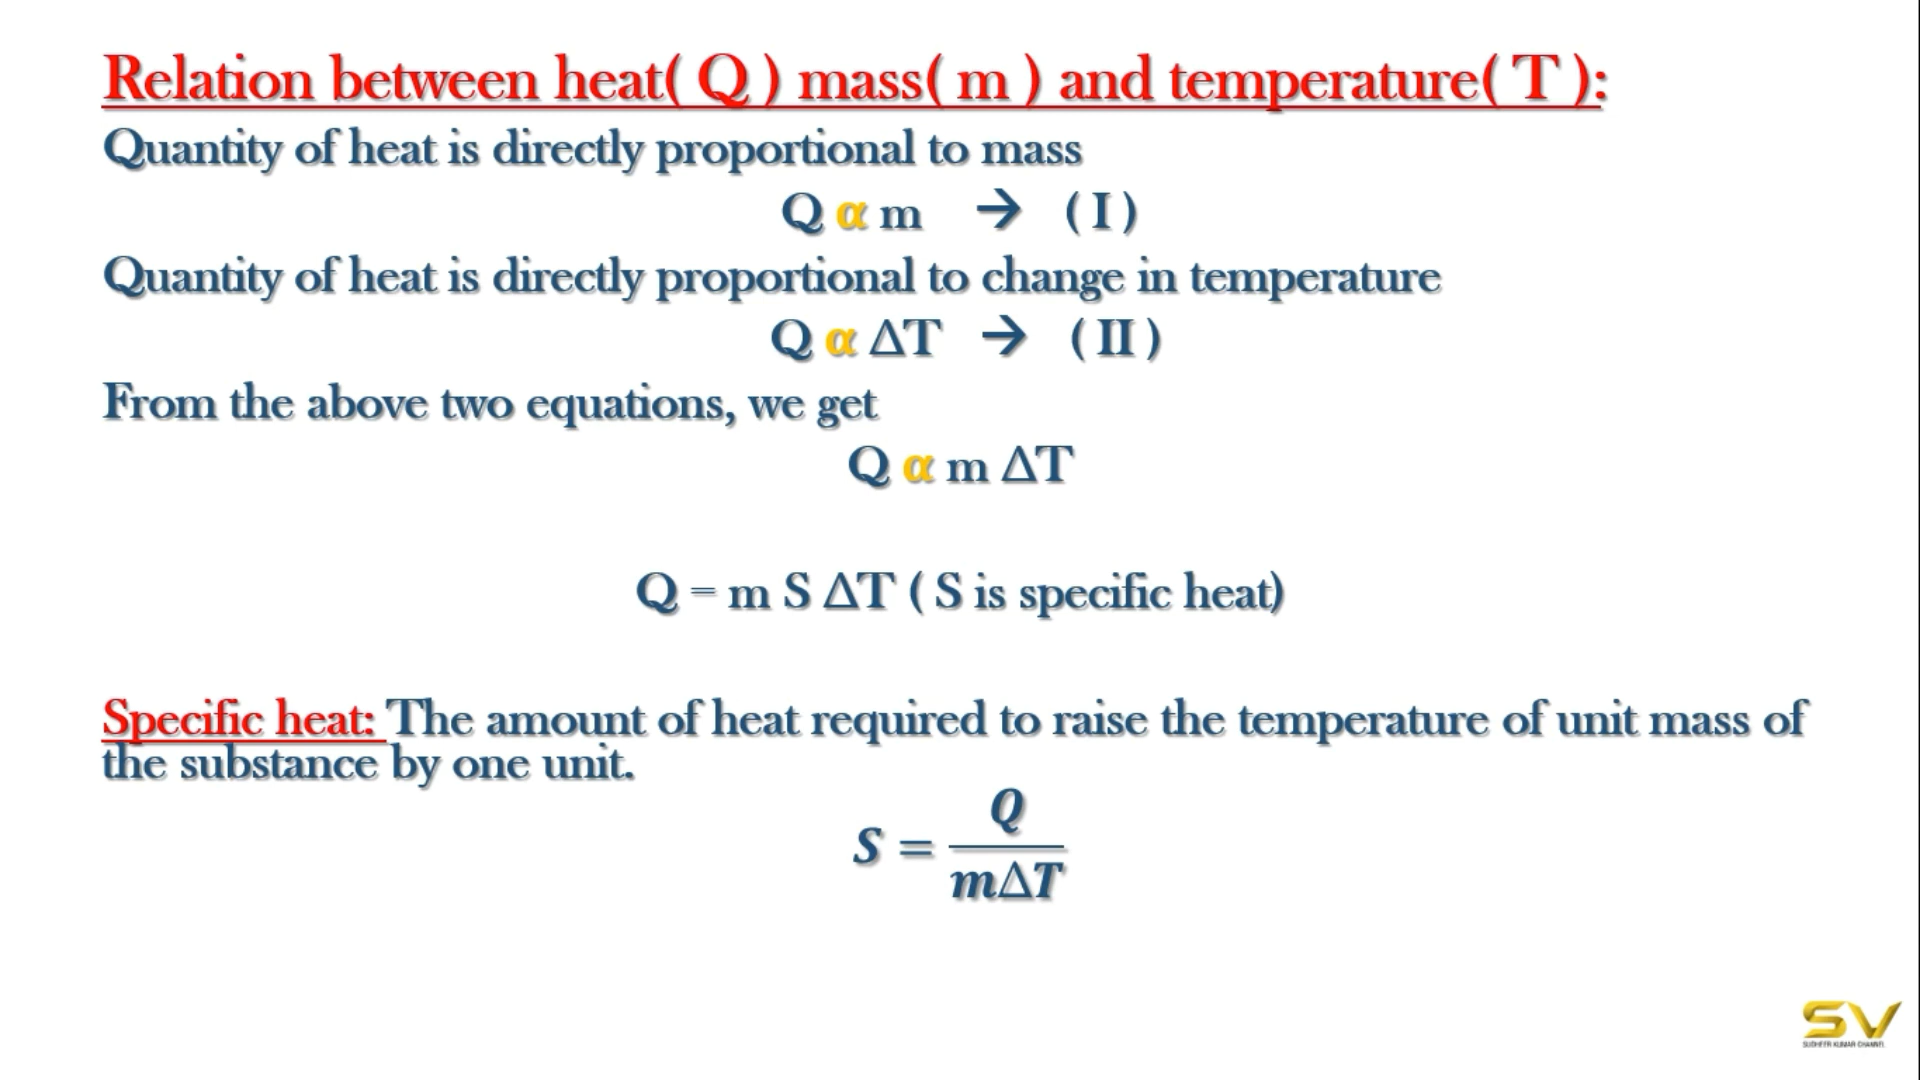 Relation between heat( Q ) mass( m ) and temperature( T ):
Quantity of heat is directly proportional to mass
Q α m → ( I )
Quantity of heat is directly proportional to change in temperature
Q α ΔT → ( II )
From the above two equations, we get
Q α m ΔT
Q = m S ΔT ( S is specific heat)
Specific heat: The amount of heat required to raise the temperature of unit mass of
the substance by one unit.
Q
S =
mΔT
SV
SUDHEER KUMAR CHANNEL